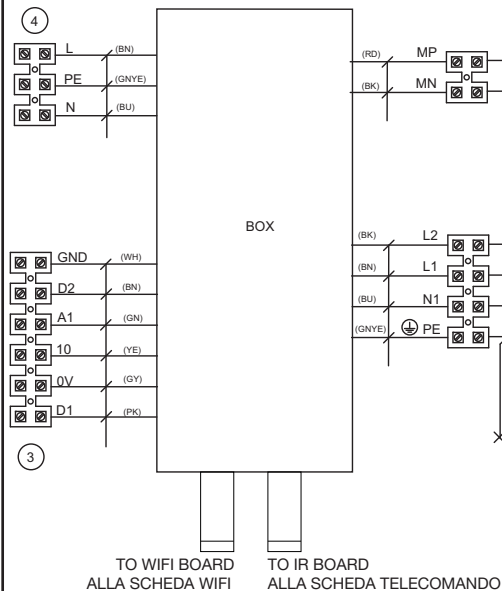 4
L (BN)
PE (GNYE)
N (BU)
(RD) MP
(BK) MN
BOX
GND (WH)
D2 (BN)
A1 (GN)
10 (YE)
0V (GY)
D1 (PK)
3
(BK) L2
(BN) L1
(BU) N1
(GNYE) PE
TO WIFI BOARD
ALLA SCHEDA WIFI
TO IR BOARD
ALLA SCHEDA TELECOMANDO